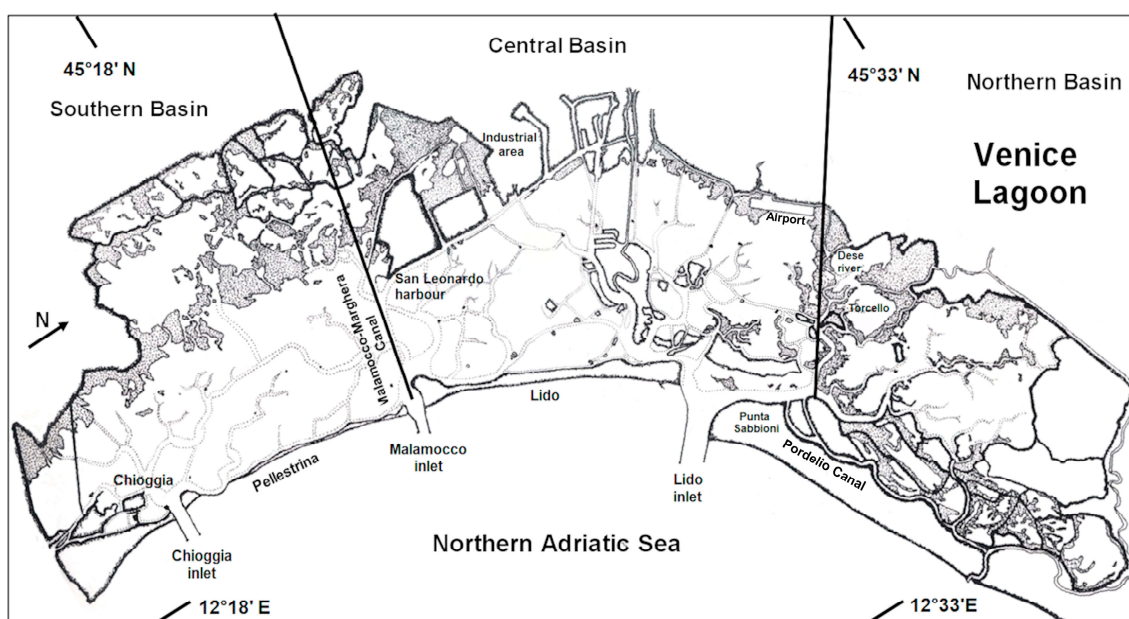 Central Basin
45°18' N
45°33' N
Southern Basin
Northern Basin
Industrial
area
Venice
Lagoon
Airport
Dese
river
San Leonardo
harbour
Torcello
N
Malamocco-Marghera
Canal
Lido
Punta
Sabbioni
Pordelio Canal
Malamocco
inlet
Pellestrina
Chioggia
Lido
inlet
Northern Adriatic Sea
Chioggia
inlet
12°18' E
12°33'E